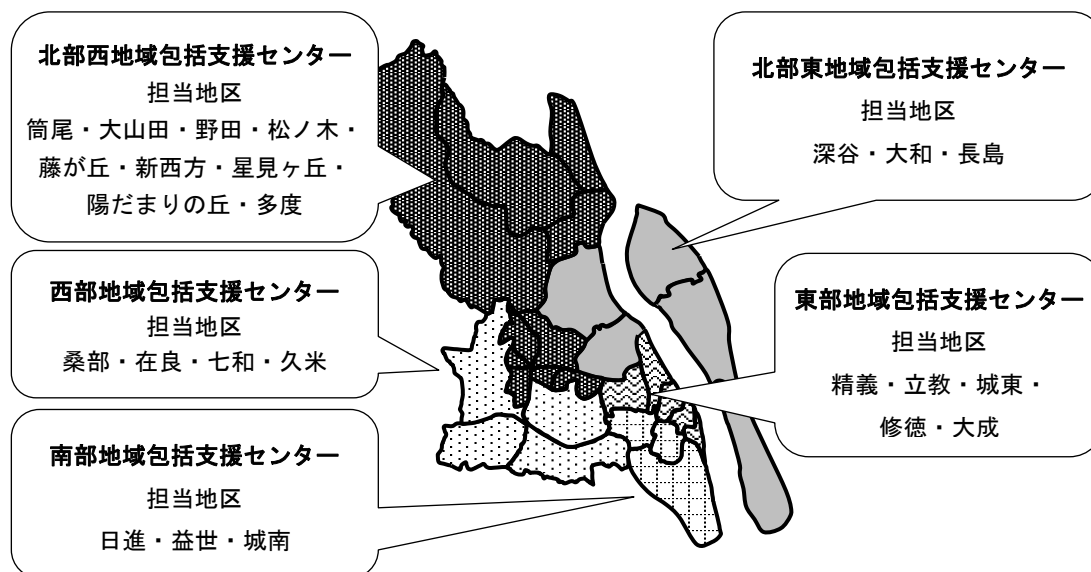 北部西地域包括支援センター
担当地区
筒尾・大山田・野田・松ノ木・
藤が丘・新西方・星見ヶ丘・
陽だまりの丘・多度
北部東地域包括支援センター
担当地区
深谷・大和・長島
西部地域包括支援センター
担当地区
桑部・在良・七和・久米
東部地域包括支援センター
担当地区
精義・立教・城東・
修徳・大成
南部地域包括支援センター
担当地区
日進・益世・城南